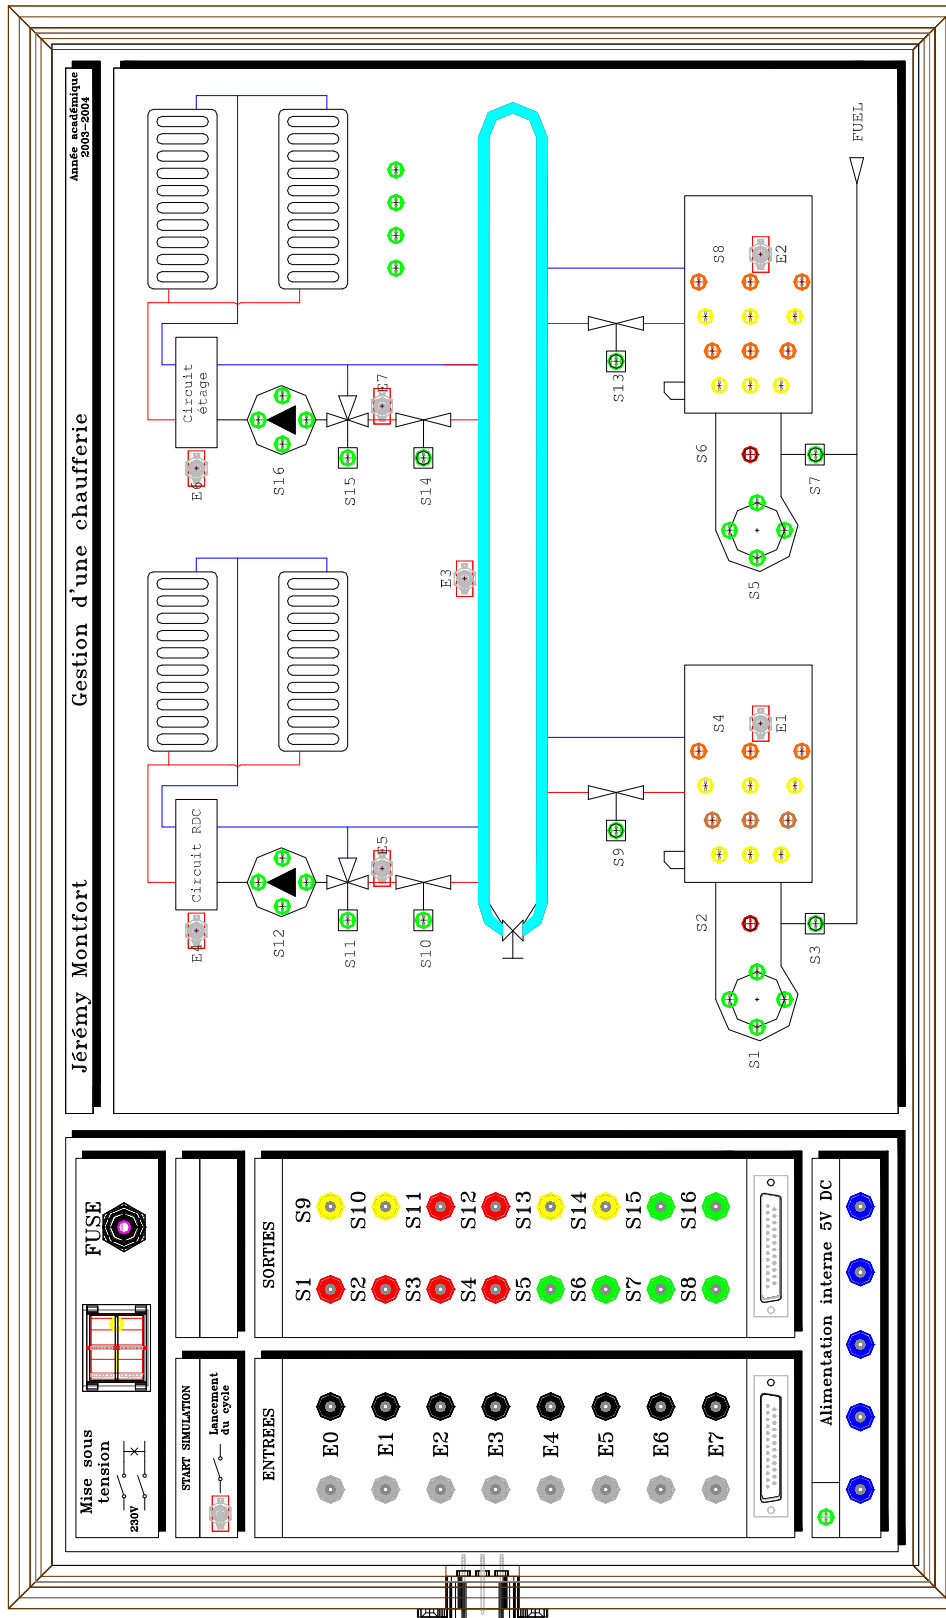 Jérémy Montfort
Gestion d'une chaufferie
Année académique
2003-2004
Circuit RDC
Circuit
étage
E4
S12
S11
E5
S10
E6
S16
S15
E7
S14
E3
S9
S13
S1
S2
S3
S4
E1
S5
S6
S7
S8
E2
FUEL
Mise sous
tension
230V
FUSE
START SIMULATION
Lancement
du cycle
ENTREES
E0
E1
E2
E3
E4
E5
E6
E7
SORTIES
S1
S2
S3
S4
S5
S6
S7
S8
S9
S10
S11
S12
S13
S14
S15
S16
Alimentation interne 5V DC